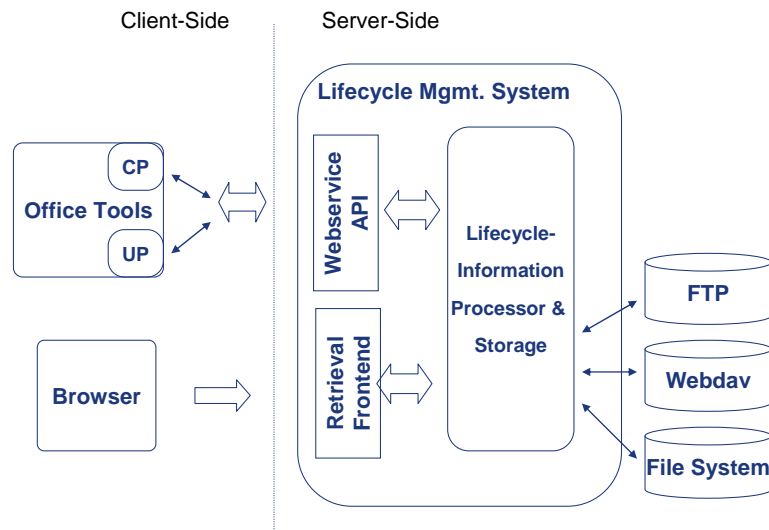 Client-Side
Server-Side
Lifecycle Mgmt. System
CP
Office Tools
UP
Webservice
API
Lifecycle-
Information
Processor &
Storage
FTP
Browser
Retrieval
Frontend
Webdav
File System